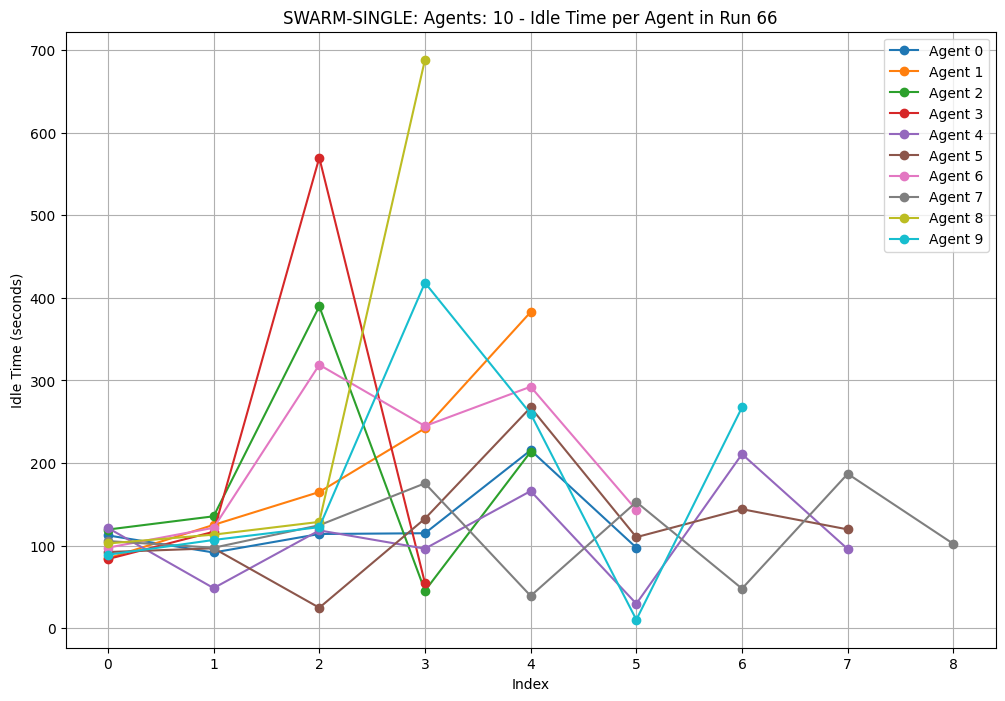 SWARM-SINGLE: Agents: 10 - Idle Time per Agent in Run 66
Agent 0
Agent 1
Agent 2
Agent 3
Agent 4
Agent 5
Agent 6
Agent 7
Agent 8
Agent 9
Idle Time (seconds)
700
600
500
400
300
200
100
0
0 1 2 3 4 5 6 7 8
Index